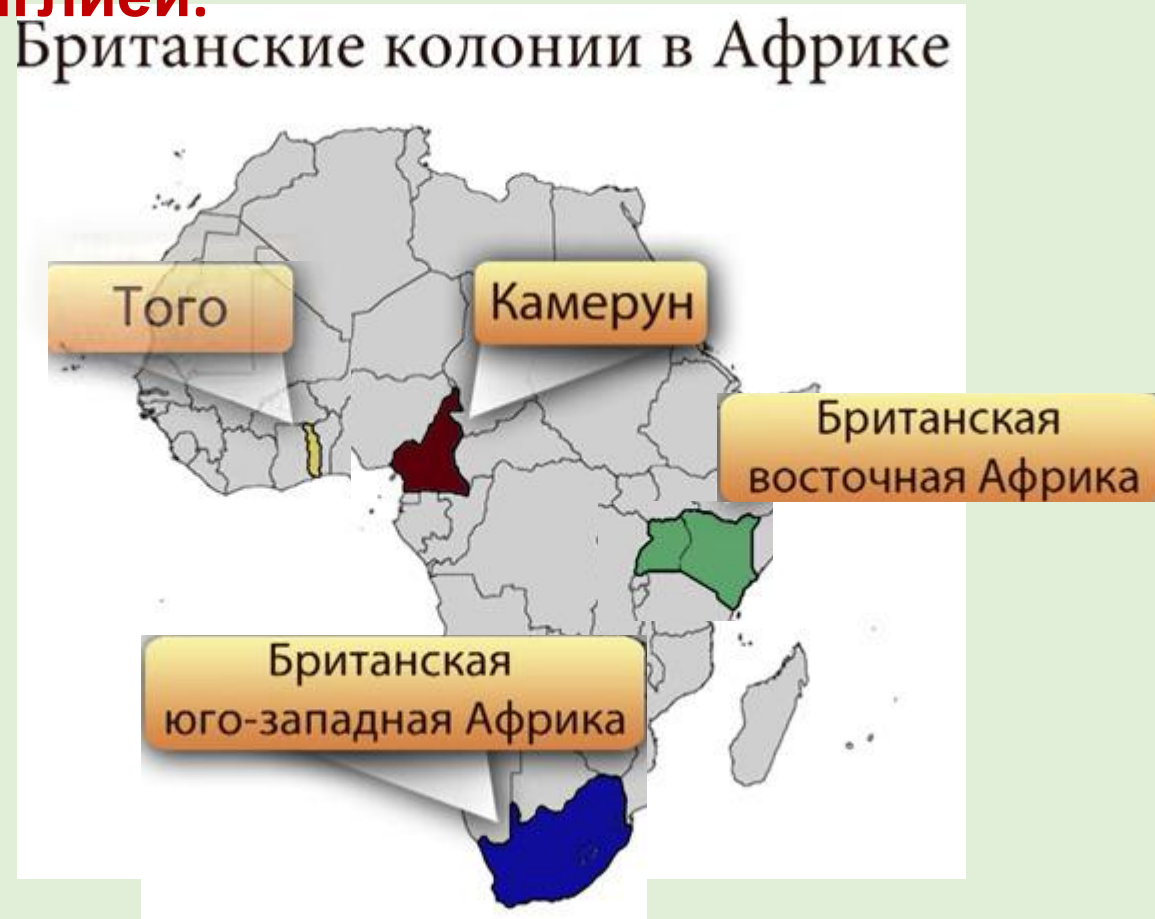 Британские колонии в Африке
Того
Камерун
Британская
восточная Африка
Британская
юго-западная Африка